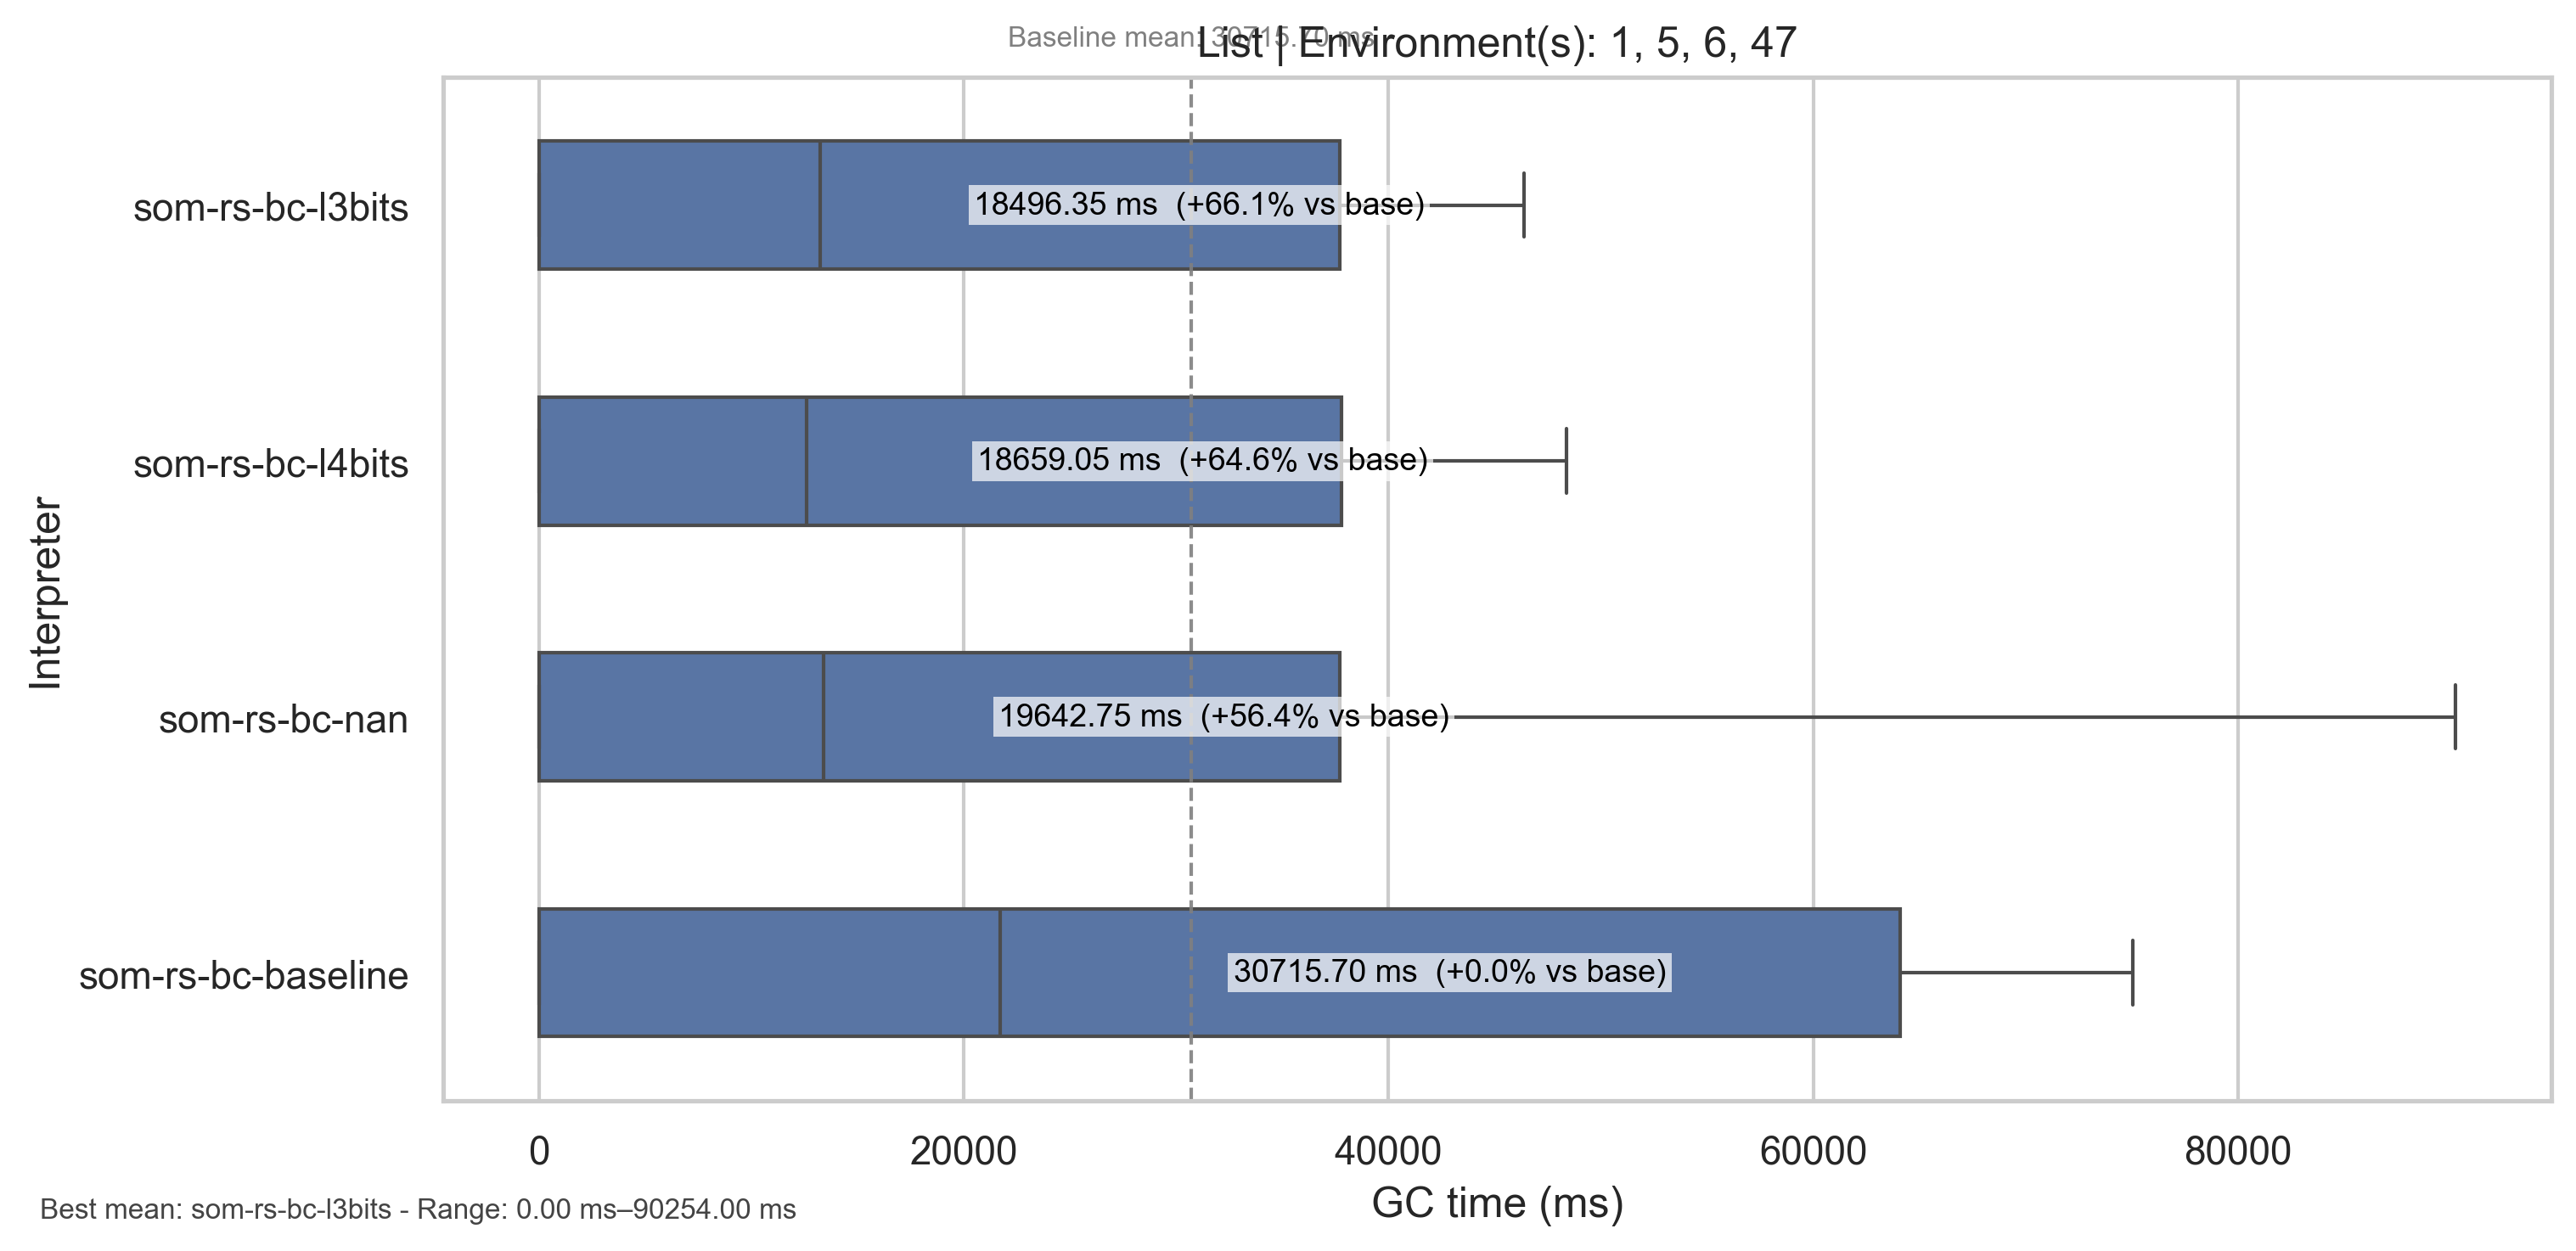 Baseline mean: 30715.70 ms
List | Environment(s): 1, 5, 6, 47
som-rs-bc-l3bits
18496.35 ms (+66.1% vs base)
som-rs-bc-l4bits
18659.05 ms (+64.6% vs base)
Interpreter
som-rs-bc-nan
19642.75 ms (+56.4% vs base)
som-rs-bc-baseline
30715.70 ms (+0.0% vs base)
0 20000 40000 60000 80000
GC time (ms)
Best mean: som-rs-bc-l3bits - Range: 0.00 ms–90254.00 ms